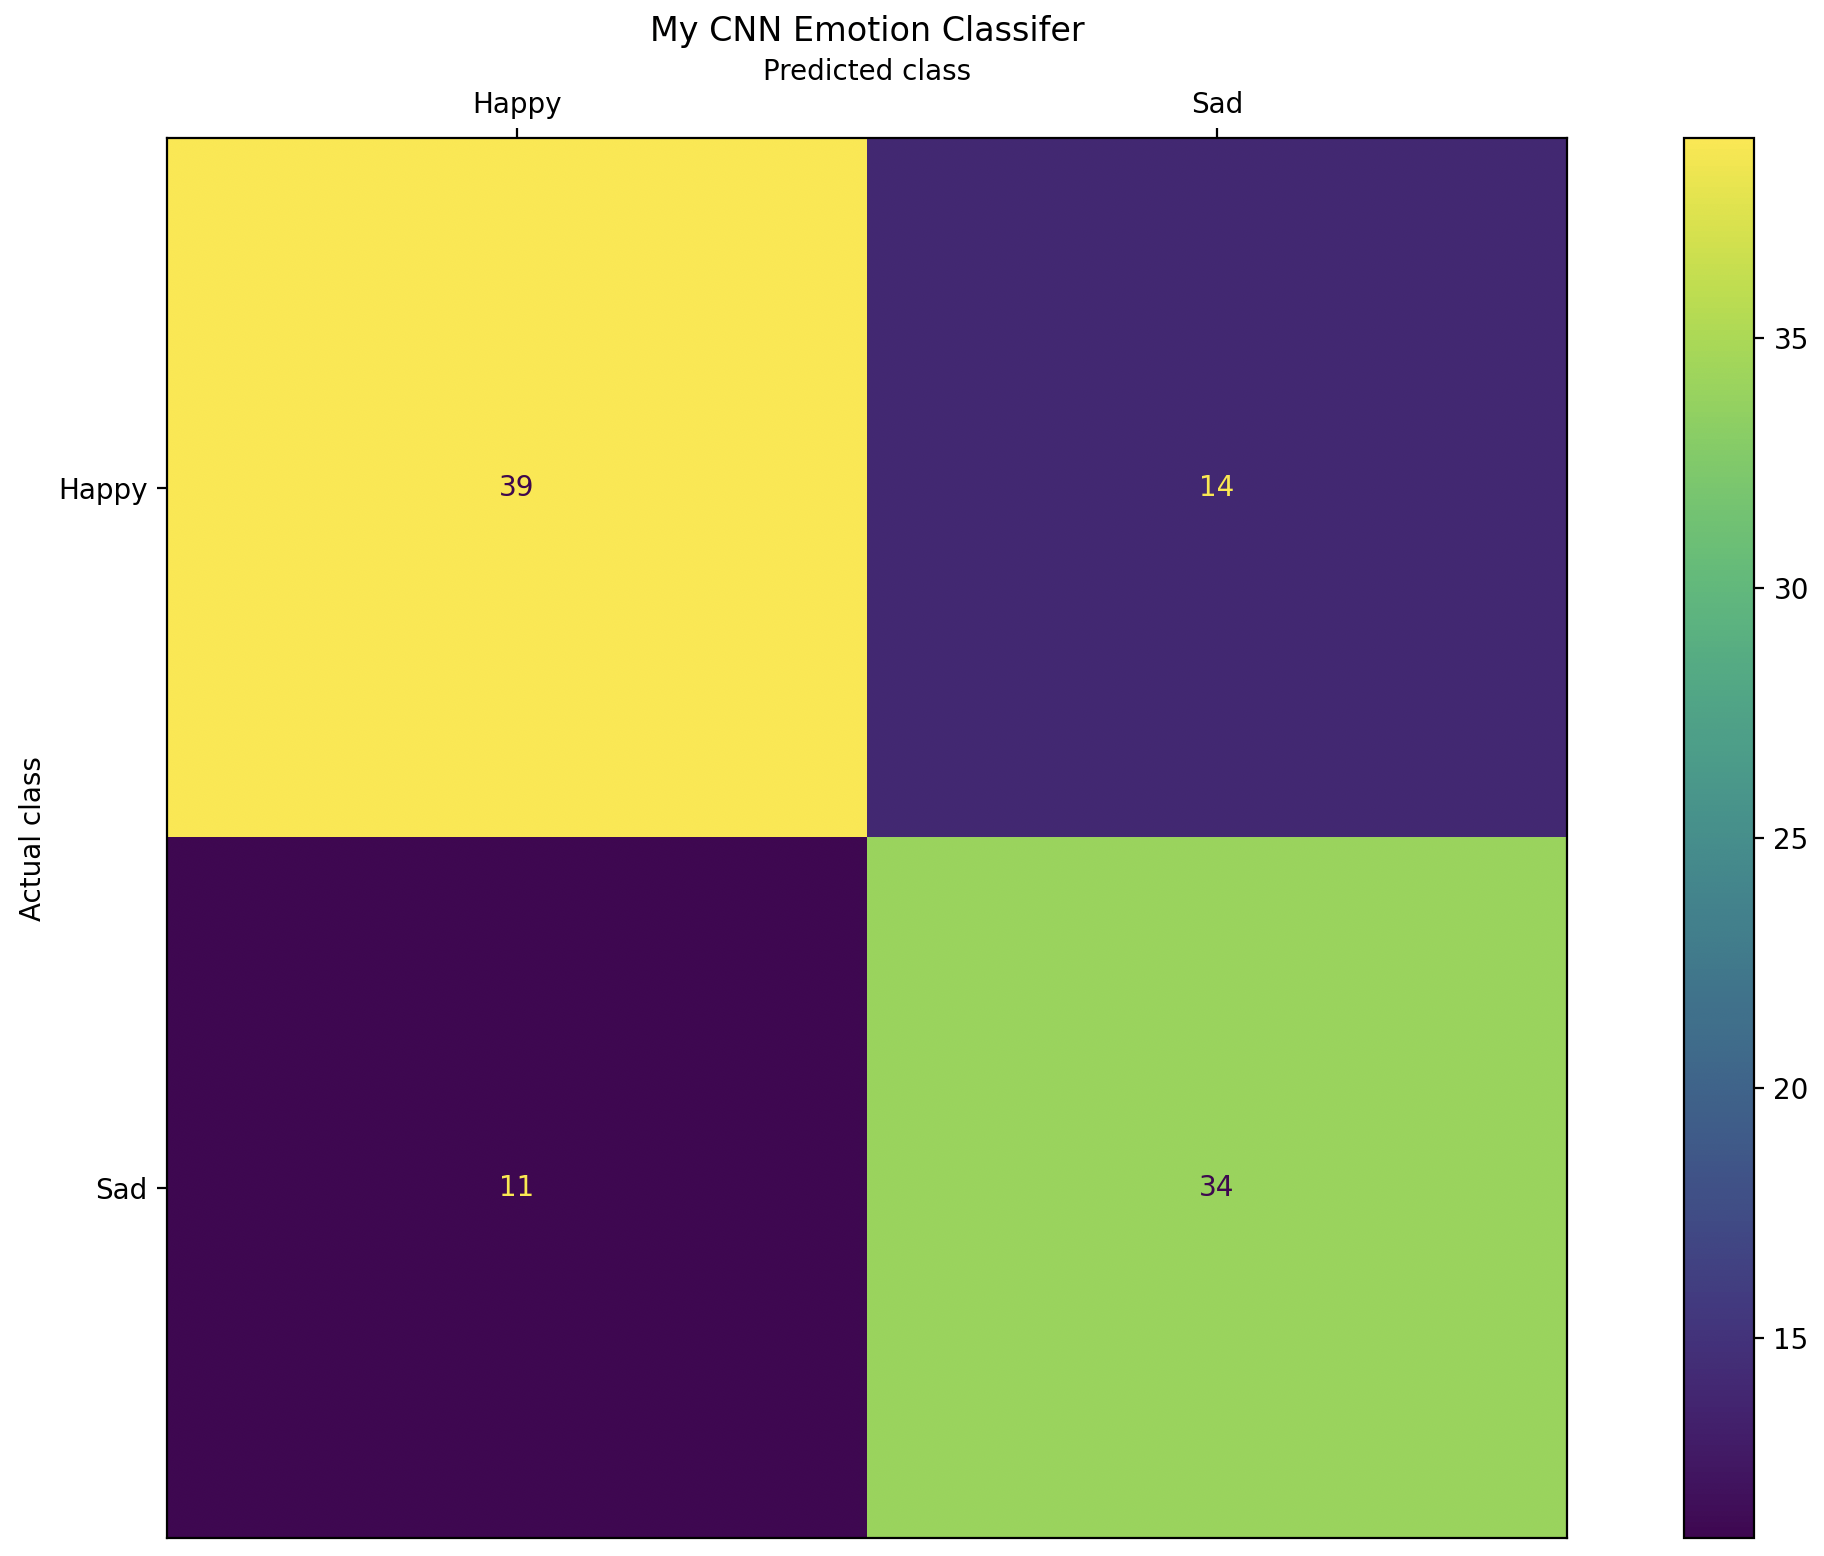 My CNN Emotion Classifer
Predicted class
Happy Sad
Happy
39 14
Actual class
Sad
11 34
35
30
25
20
15